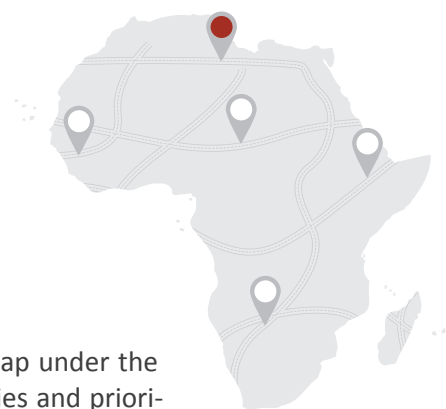 ap under the
ies and priori-